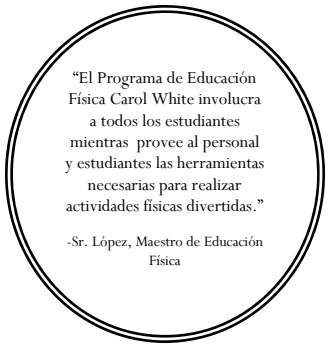 “El Programa de Educación
Física Carol White involucra
a todos los estudiantes
mientras  provee al personal
y estudiantes las herramientas
necesarias para realizar
actividades físicas divertidas.”
-Sr. López, Maestro de Educación
Física